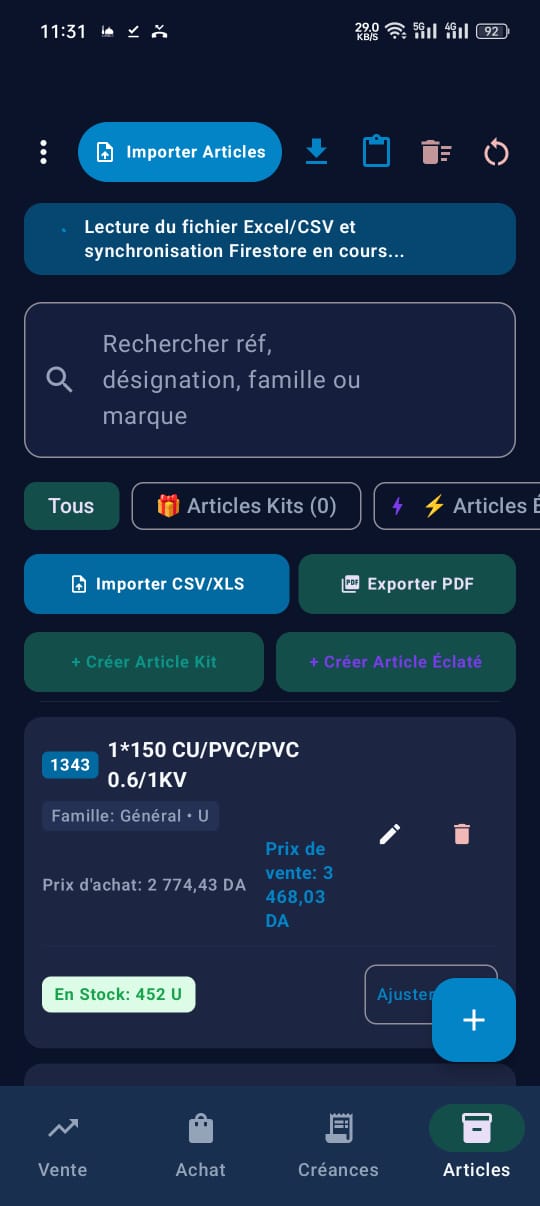 11:31
29.0
KB/S
5G
4G
92
Importer Articles
Lecture du fichier Excel/CSV et
synchronisation Firestore en cours...
Rechercher réf,
désignation, famille ou
marque
Tous
🎁 Articles Kits (0)
⚡ Articles É
Importer CSV/XLS
PDF
Exporter PDF
+ Créer Article Kit
+ Créer Article Éclaté
1343
1*150 CU/PVC/PVC
0.6/1KV
Famille: Général • U
Prix d'achat: 2 774,43 DA
Prix de
vente: 3
468,03
DA
En Stock: 452 U
Ajuster
+
Vente
Achat
Créances
Articles